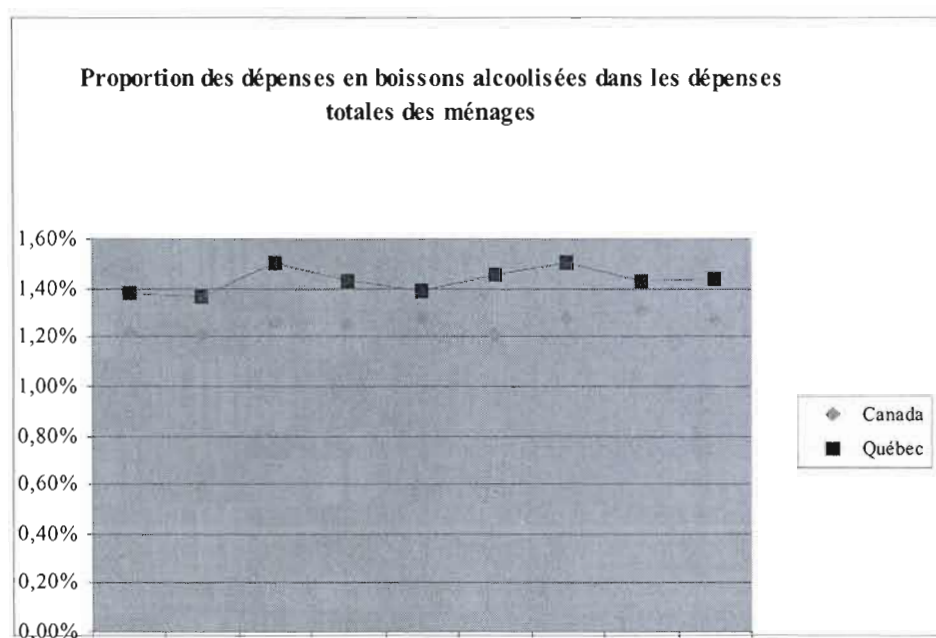 Proportion des dépenses en boissons alcoolisées dans les dépenses
totales des ménages
1,60%
1,40%
1,20%
1,00%
0,80%
0,60%
0,40%
0,20%
0,00%
Canada
Québec